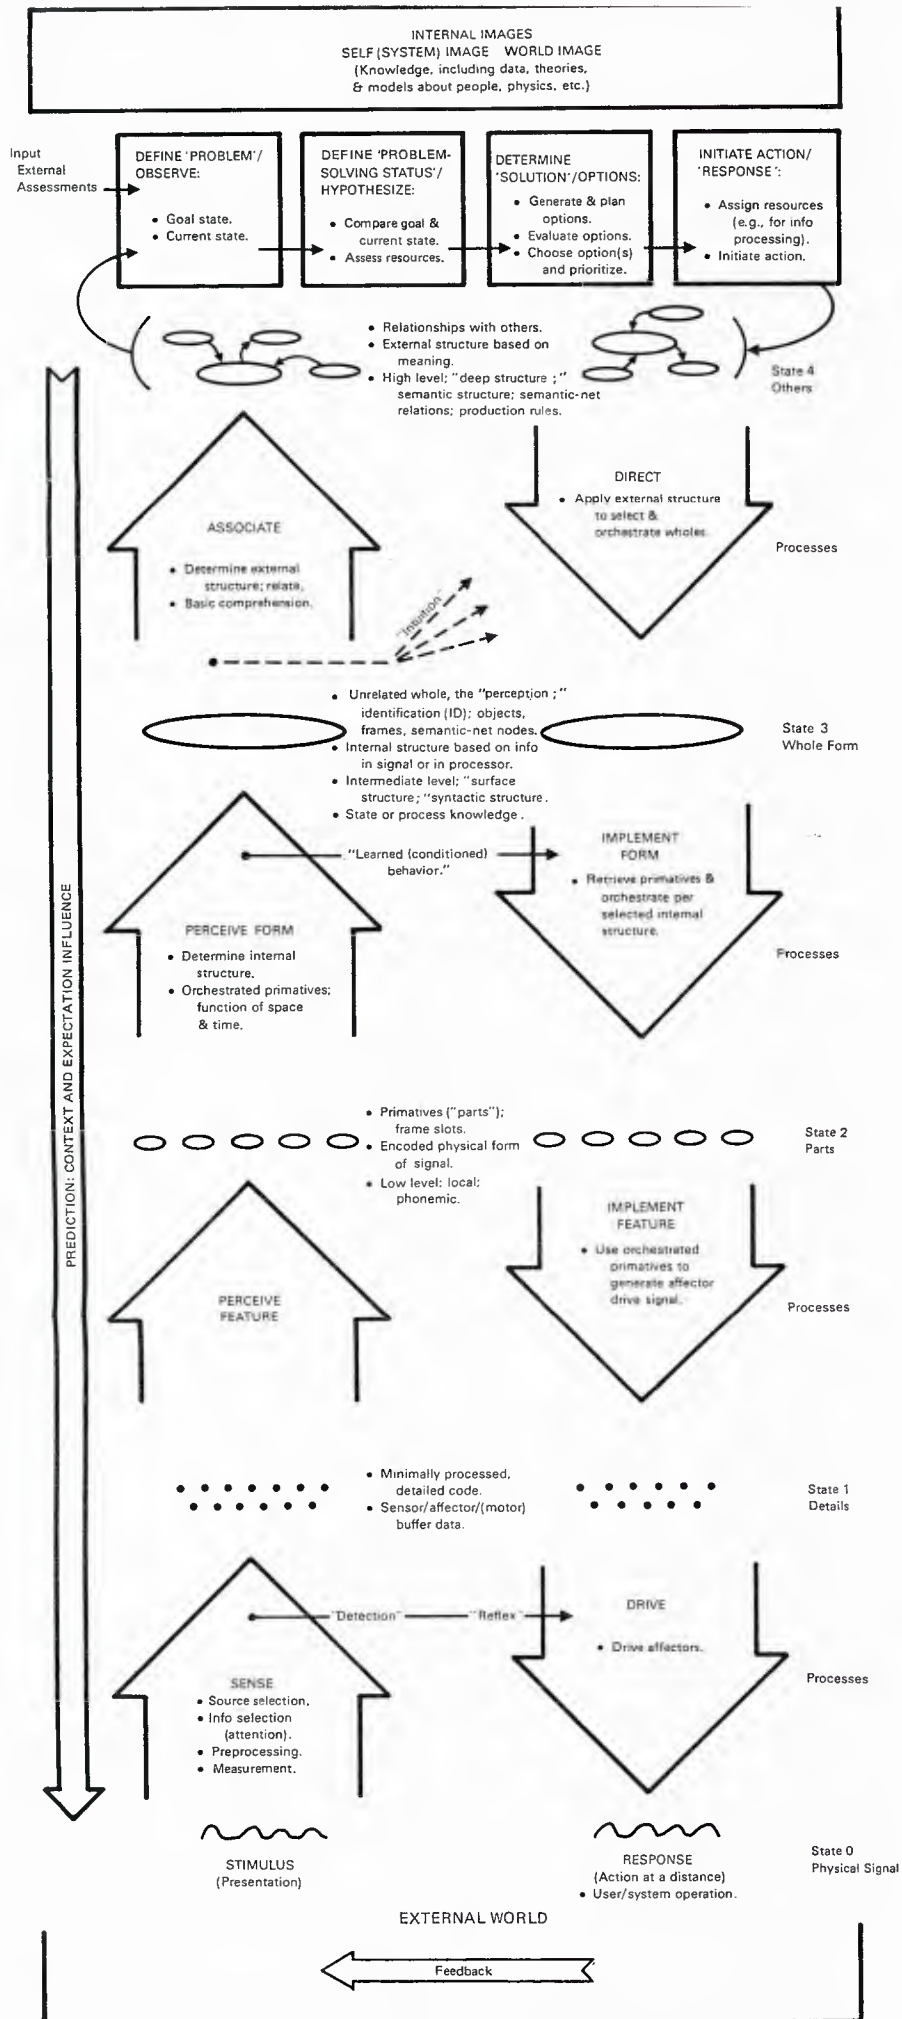 INTERNAL IMAGES
SELF (SYSTEM) IMAGE WORLD IMAGE
(Knowledge, including data, theories,
& models about people, physics, etc.)
Input
External
Assessments
DEFINE 'PROBLEM'/
OBSERVE:
• Goal state.
• Current state.
DEFINE 'PROBLEM-
SOLVING STATUS'/
HYPOTHESIZE:
• Compare goal &
current state.
• Assess resources.
DETERMINE
'SOLUTION'/OPTIONS:
• Generate & plan
options.
• Evaluate options.
• Choose option(s)
and prioritize.
INITIATE ACTION/
'RESPONSE':
• Assign resources
(e.g., for info
processing).
• Initiate action.
• Relationships with others.
• External structure based on
meaning.
• High level; "deep structure;"
semantic structure; semantic-net
relations; production rules.
State 4
Others
ASSOCIATE
• Determine external
structure; relate.
• Basic comprehension.
"Intuition"
DIRECT
• Apply external structure
to select &
orchestrate wholes.
Processes
• Unrelated whole, the "perception;"
identification (ID); objects,
frames, semantic-net nodes.
• Internal structure based on info
in signal or in processor.
• Intermediate level; "surface
structure; "syntactic structure.
• State or process knowledge.
State 3
Whole Form
"Learned (conditioned)
behavior."
PERCEIVE FORM
• Determine internal
structure.
• Orchestrated primatives;
function of space
& time.
IMPLEMENT
FORM
• Retrieve primatives &
orchestrate per
selected internal
structure.
Processes
PREDICTION: CONTEXT AND EXPECTATION INFLUENCE
• Primatives ("parts");
frame slots.
• Encoded physical form
of signal.
• Low level; local;
phonemic.
State 2
Parts
PERCEIVE
FEATURE
IMPLEMENT
FEATURE
• Use orchestrated
primatives to
generate affector
drive signal.
Processes
• Minimally processed,
detailed code.
• Sensor/affector/(motor)
buffer data.
State 1
Details
"Detection" "Reflex"
SENSE
• Source selection.
• Info selection
(attention).
• Preprocessing.
• Measurement.
DRIVE
• Drive affectors.
Processes
STIMULUS
(Presentation)
RESPONSE
(Action at a distance)
• User/system operation.
State 0
Physical Signal
EXTERNAL WORLD
Feedback